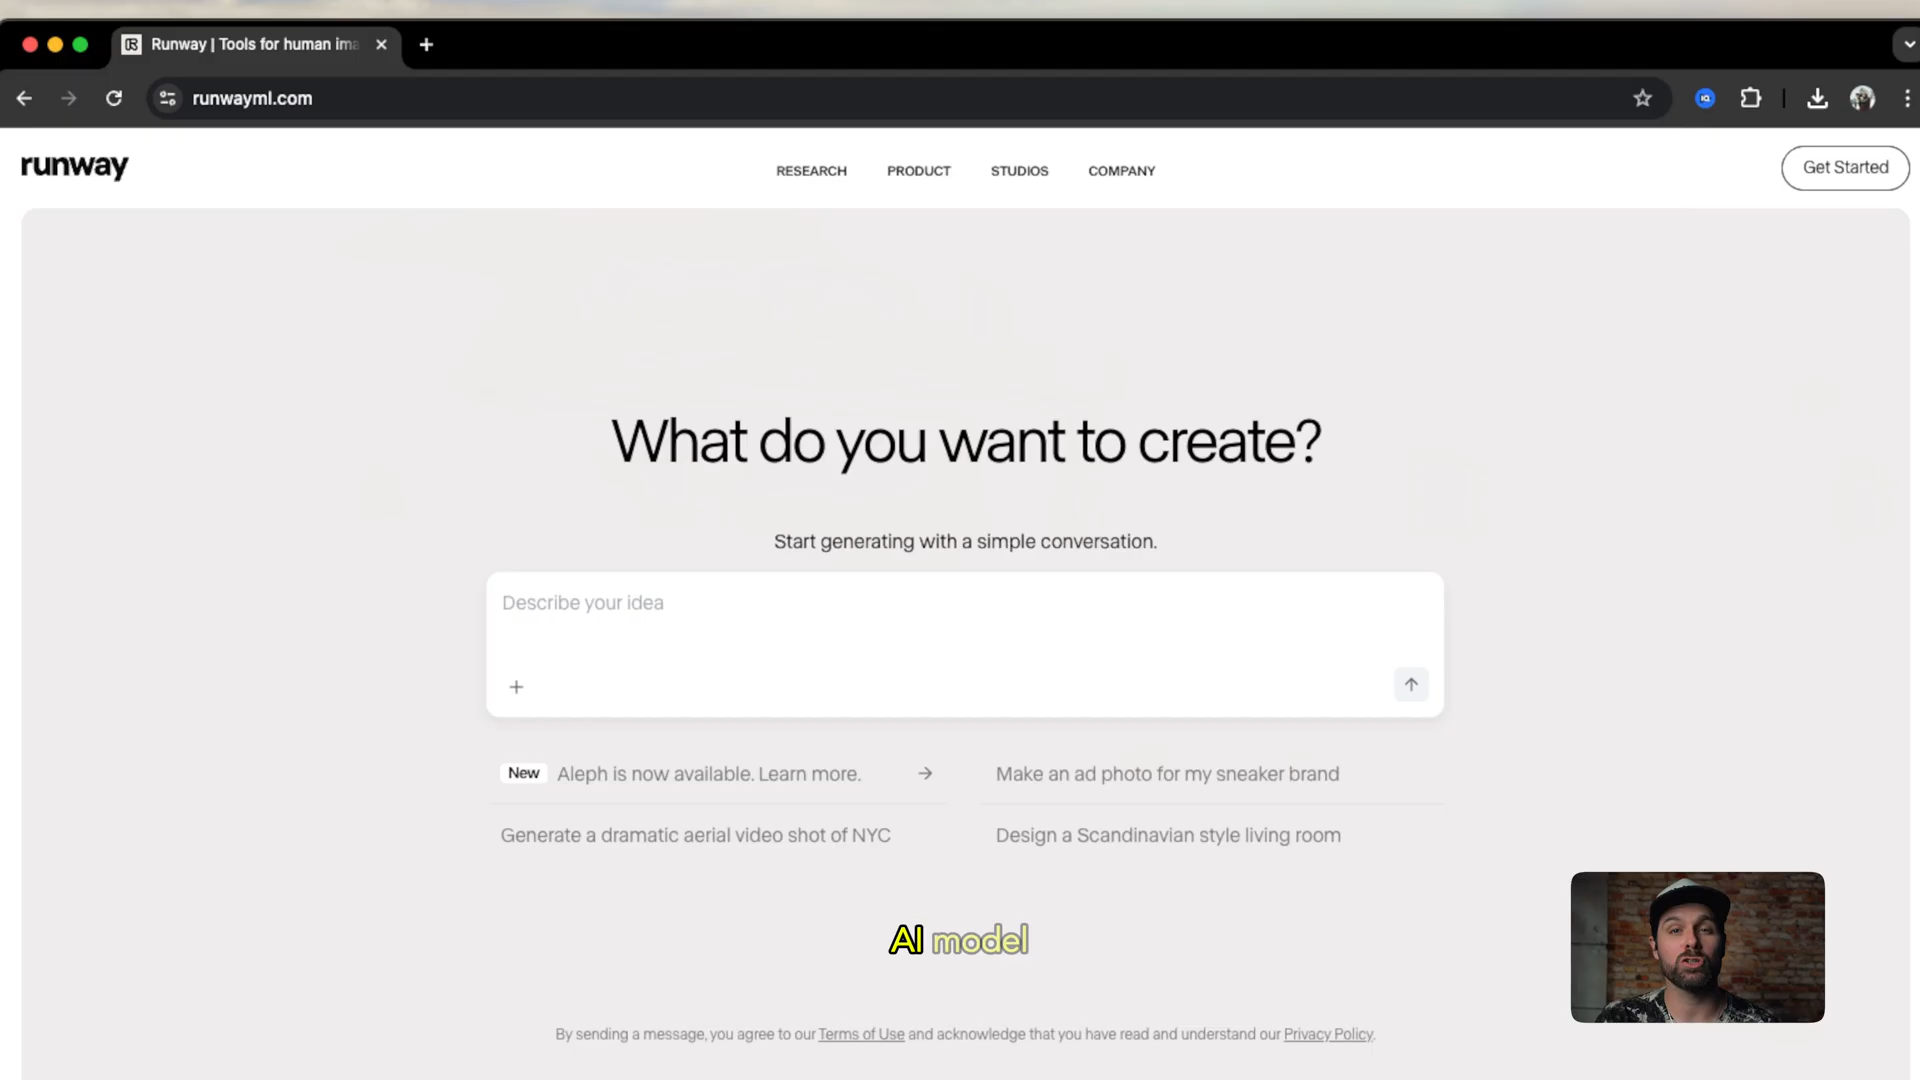 Runway | Tools for human ima
runwayml.com
runway
RESEARCH
PRODUCT
STUDIOS
COMPANY
Get Started
What do you want to create?
Start generating with a simple conversation.
Describe your idea
New Aleph is now available. Learn more.
Make an ad photo for my sneaker brand
Generate a dramatic aerial video shot of NYC
Design a Scandinavian style living room
AI model
By sending a message, you agree to our Terms of Use and acknowledge that you have read and understand our Privacy Policy.